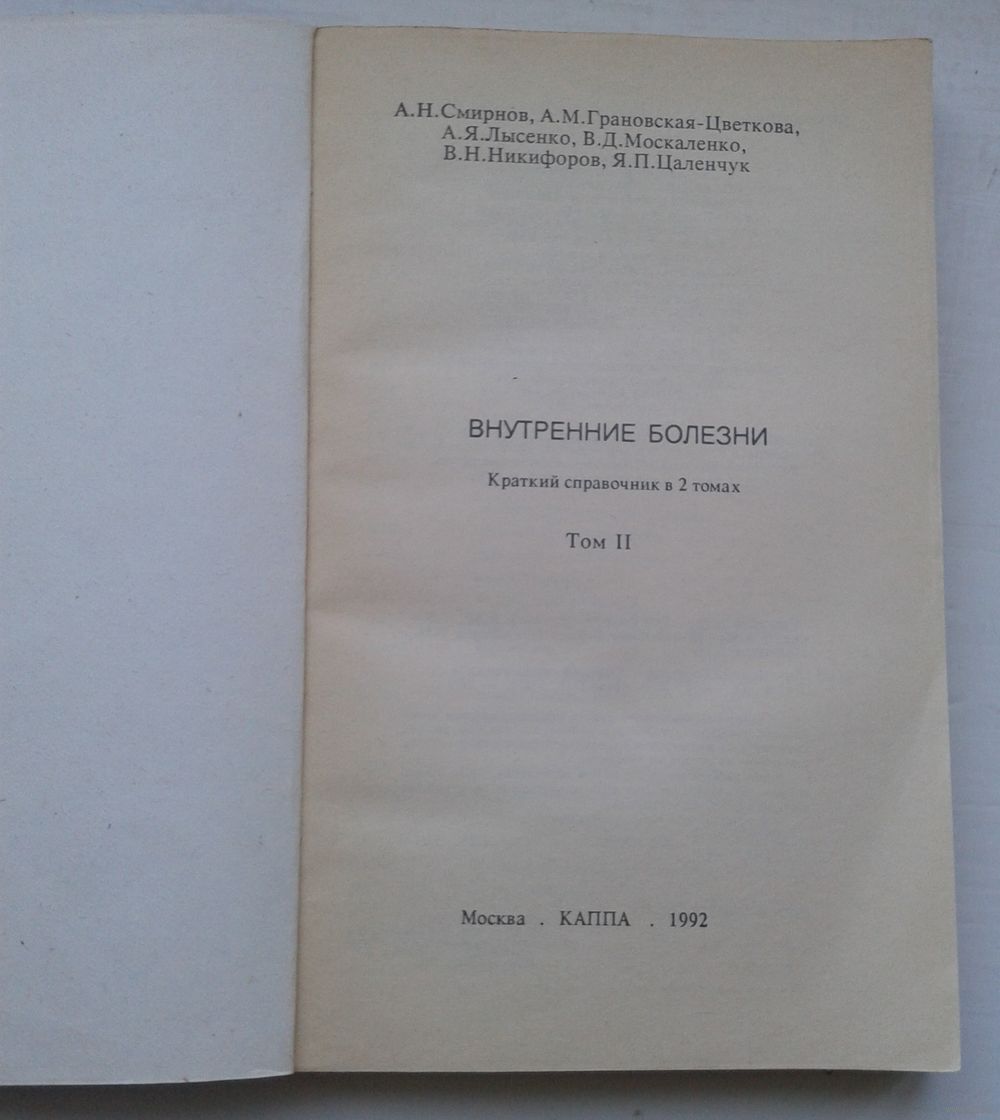 А.Н.Смирнов, А.М.Грановская-Цветкова,
А.Я.Лысенко, В.Д.Москаленко,
В.Н.Никифоров, Я.П.Цаленчук
ВНУТРЕННИЕ БОЛЕЗНИ
Краткий справочник в 2 томах
Том II
Москва . КАППА . 1992